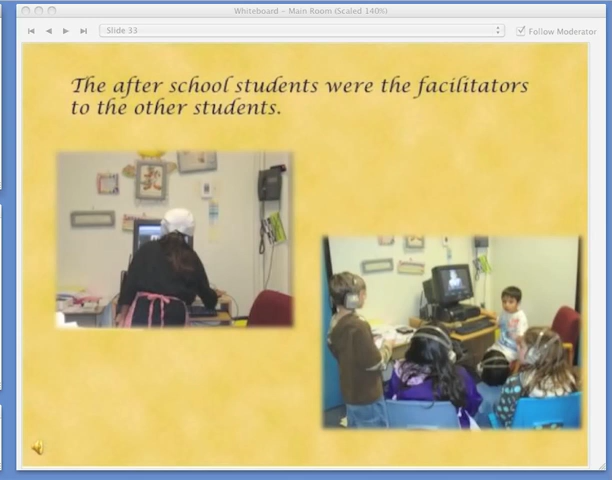 Whiteboard – Main Room (Scaled 140%)
Slide 33
Follow Moderator
The after school students were the facilitators
to the other students.